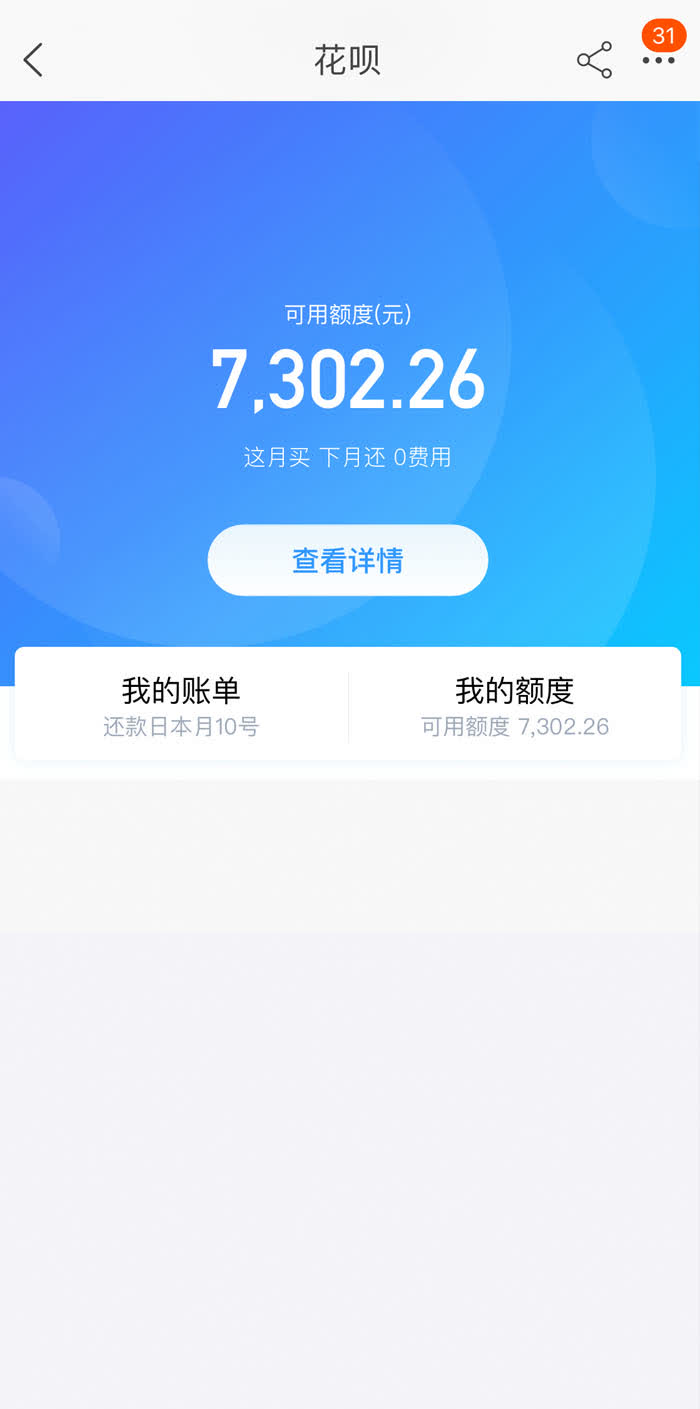 花呗
31
可用额度(元)
7,302.26
这月买 下月还 0费用
查看详情
我的账单
还款日本月10号
我的额度
可用额度 7,302.26